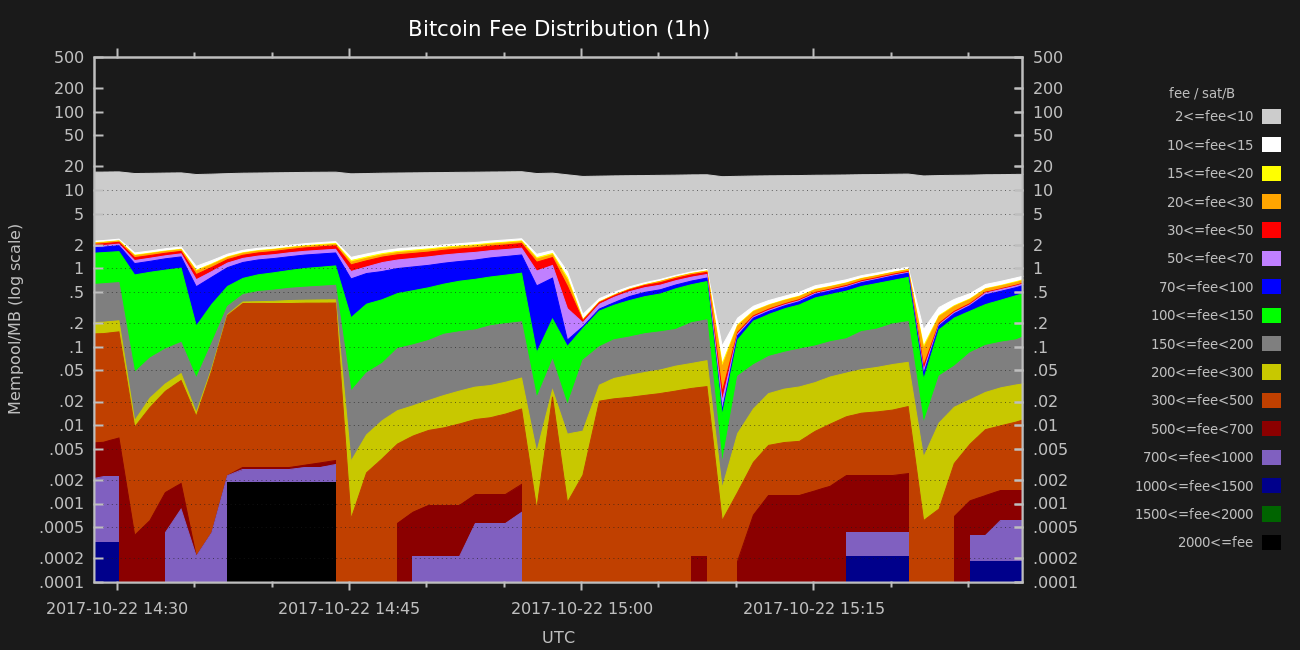 Bitcoin Fee Distribution (1h)
Mempool/MB (log scale)
500
200
100
50
20
10
5
2
1
.5
.2
.1
.05
.02
.01
.005
.002
.001
.0005
.0002
.0001
500
200
100
50
20
10
5
2
1
.5
.2
.1
.05
.02
.01
.005
.002
.001
.0005
.0002
.0001
2017-10-22 14:30
2017-10-22 14:45
2017-10-22 15:00
2017-10-22 15:15
UTC
fee / sat/B
2<=fee<10
10<=fee<15
15<=fee<20
20<=fee<30
30<=fee<50
50<=fee<70
70<=fee<100
100<=fee<150
150<=fee<200
200<=fee<300
300<=fee<500
500<=fee<700
700<=fee<1000
1000<=fee<1500
1500<=fee<2000
2000<=fee